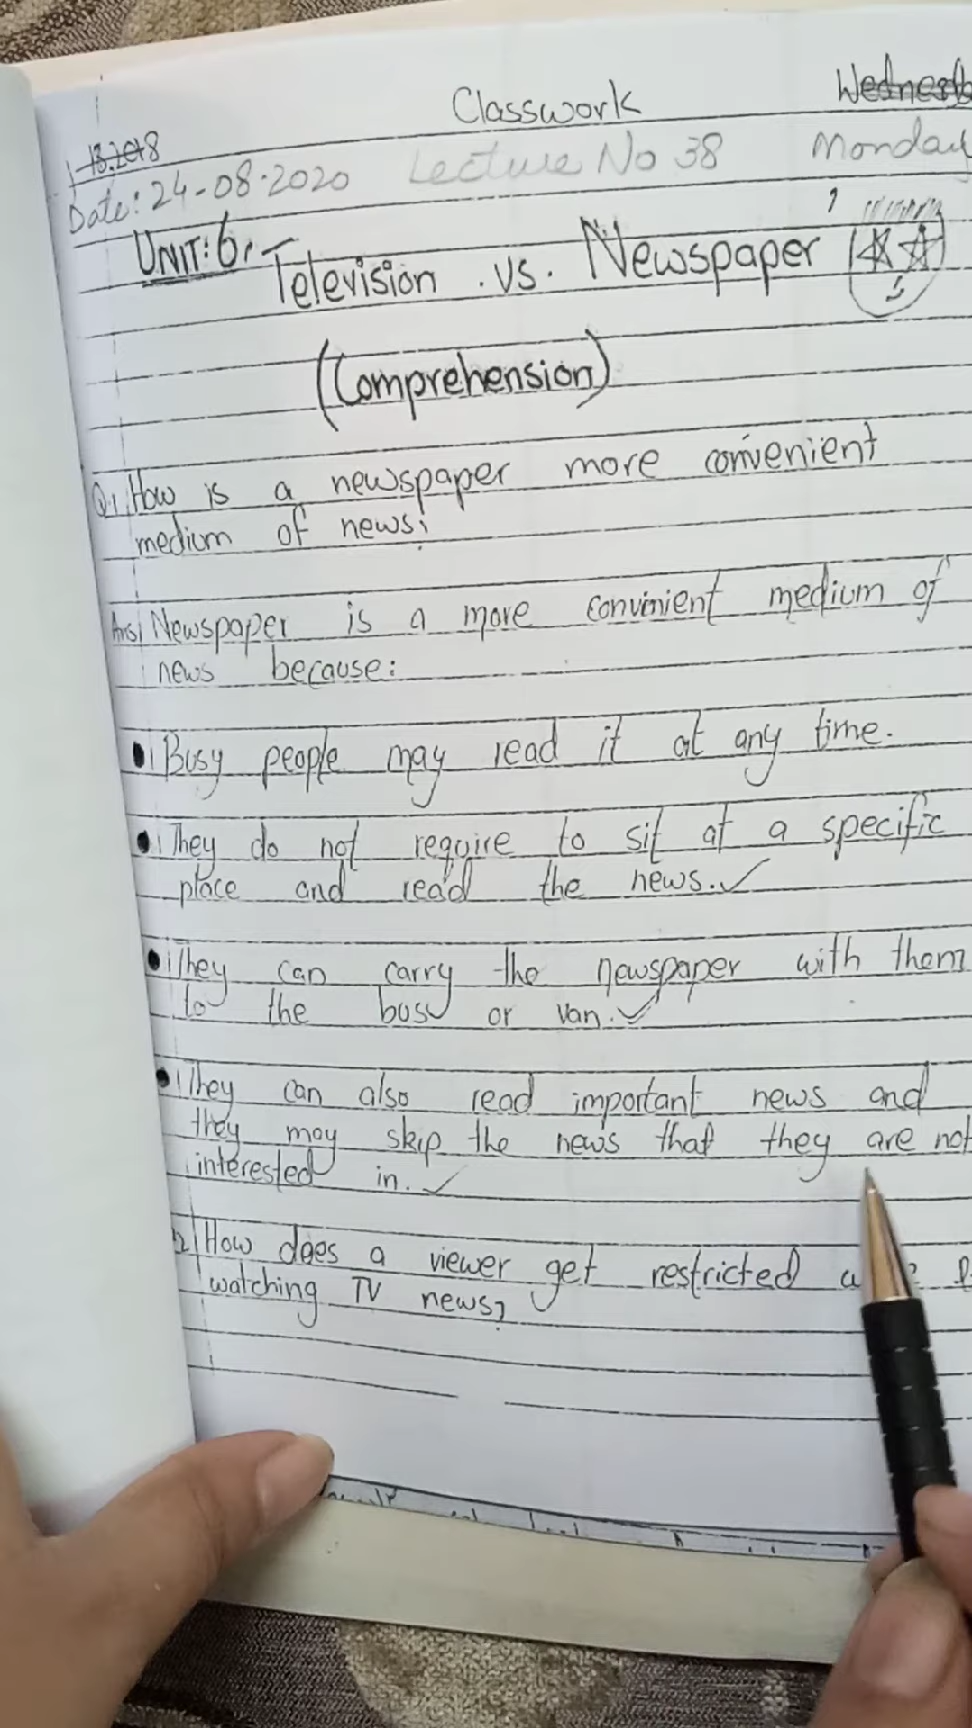 Classwork
Date: 24-08-2020 Lecture No 38 Monday
UNIT: 6. Television vs. Newspaper
(Comprehension)
Q.1, How is a newspaper more convenient
medium of news?
Ans, Newspaper is a more convinient medium of
news because:
Busy people may read it at any time.
They do not require to sit at a specific
place and read the news.
They can carry the newspaper with them
to the bus or van.
They can also read important news and
they may skip the news that they are not
interested in.
2, How does a viewer get restricted
watching TV news?